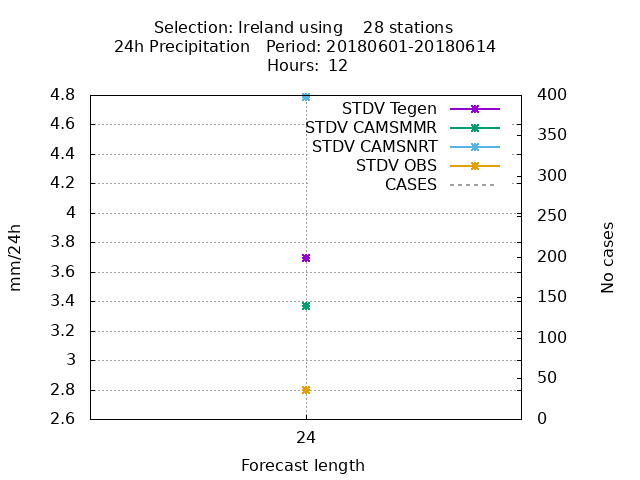 Selection: Ireland using    28 stations
24h Precipitation   Period: 20180601-20180614
Hours:  12
STDV Tegen
STDV CAMSMMR
STDV CAMSNRT
STDV OBS
CASES
4.8
4.6
4.4
4.2
4
3.8
3.6
3.4
3.2
3
2.8
2.6
mm/24h
400
350
300
250
200
150
100
50
0
No cases
24
Forecast length